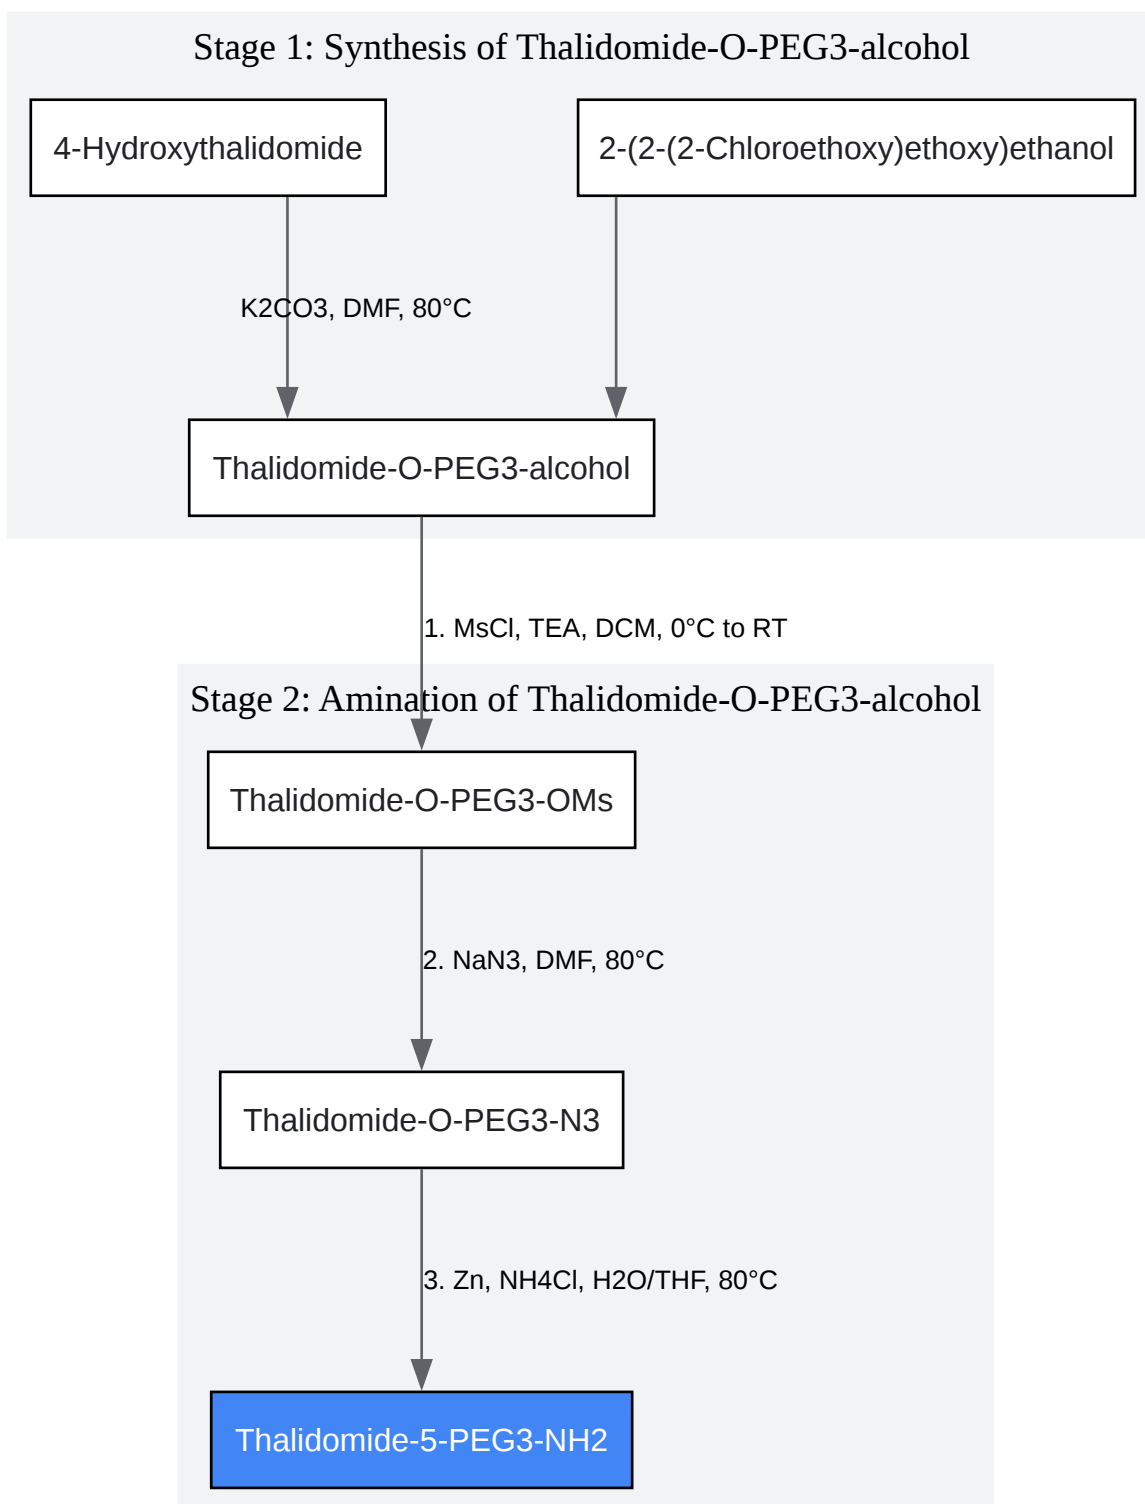 Stage 1: Synthesis of Thalidomide-O-PEG3-alcohol
4-Hydroxythalidomide
2-(2-(2-Chloroethoxy)ethoxy)ethanol
K2CO3, DMF, 80°C
Thalidomide-O-PEG3-alcohol
1. MsCl, TEA, DCM, 0°C to RT
Stage 2: Amination of Thalidomide-O-PEG3-alcohol
Thalidomide-O-PEG3-OMs
2. NaN3, DMF, 80°C
Thalidomide-O-PEG3-N3
3. Zn, NH4Cl, H2O/THF, 80°C
Thalidomide-5-PEG3-NH2